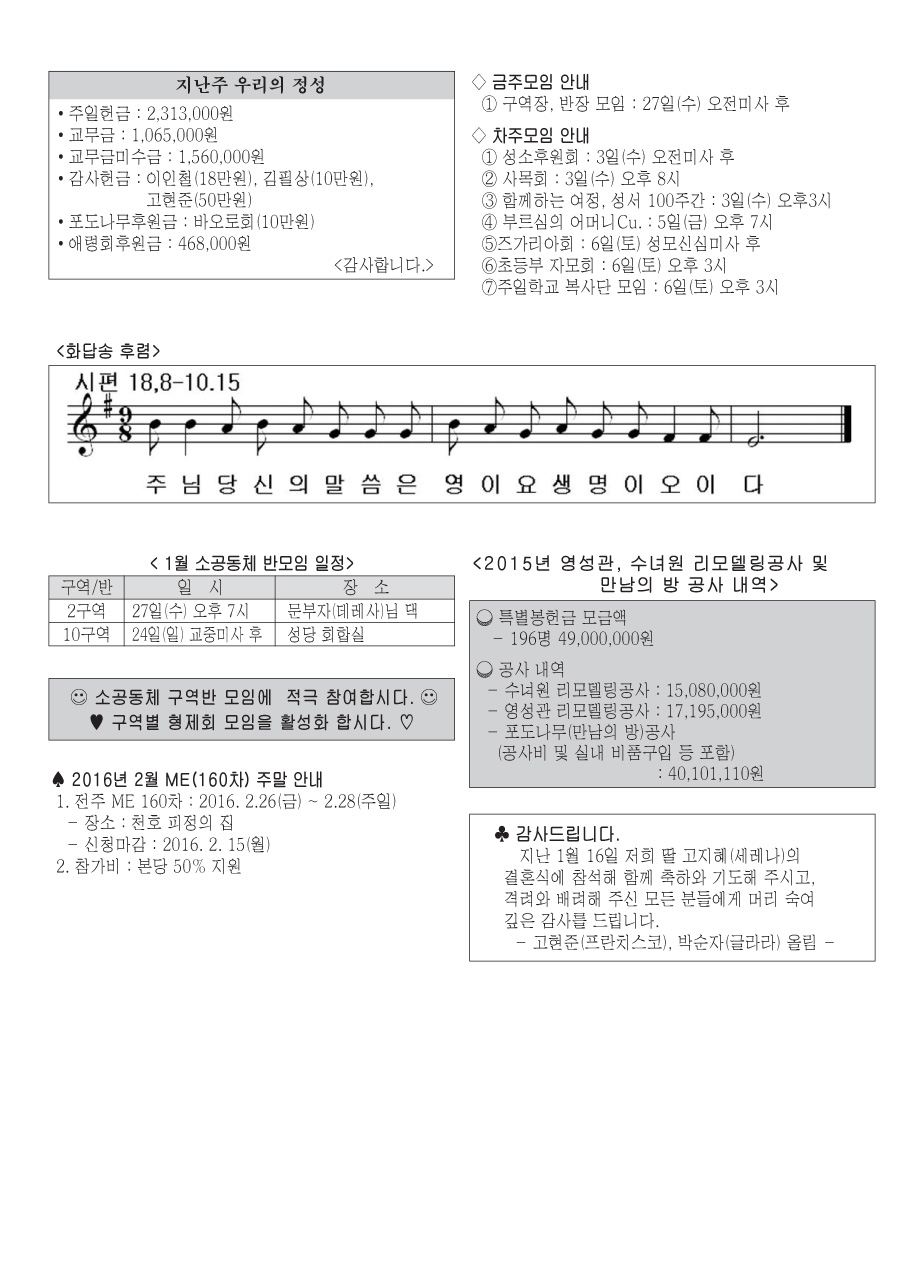 지난주 우리의 정성
• 주일헌금 : 2,313,000원
• 교무금 : 1,065,000원
• 교무금미수금 : 1,560,000원
• 감사헌금 : 이인철(18만원), 김필상(10만원),
고현준(50만원)
• 포도나무후원금 : 바오로회(10만원)
• 애령회후원금 : 468,000원
<감사합니다.>
◇ 금주모임 안내
① 구역장, 반장 모임 : 27일(수) 오전미사 후
◇ 차주모임 안내
① 성소후원회 : 3일(수) 오전미사 후
② 사목회 : 3일(수) 오후 8시
③ 함께하는 여정, 성서 100주간 : 3일(수) 오후3시
④ 부르심의 어머니Cu. : 5일(금) 오후 7시
⑤즈가리아회 : 6일(토) 성모신심미사 후
⑥초등부 자모회 : 6일(토) 오후 3시
⑦주일학교 복사단 모임 : 6일(토) 오후 3시
<화답송 후렴>
시편 18,8-10.15
9
8
주 님 당 신 의 말 씀 은 영 이 요 생 명 이 오 이 다
< 1월 소공동체 반모임 일정>
구역/반 일 시 장 소
2구역 27일(수) 오후 7시 문부자(데레사)님 댁
10구역 24일(일) 교중미사 후 성당 회합실
☺ 소공동체 구역반 모임에 적극 참여합시다. ☺
♥ 구역별 형제회 모임을 활성화 합시다. ♡
♠ 2016년 2월 ME(160차) 주말 안내
1. 전주 ME 160차 : 2016. 2.26(금) ~ 2.28(주일)
- 장소 : 천호 피정의 집
- 신청마감 : 2016. 2. 15(월)
2. 참가비 : 본당 50% 지원
<2015년 영성관, 수녀원 리모델링공사 및
만남의 방 공사 내역>
❍ 특별봉헌금 모금액
- 196명 49,000,000원
❍ 공사 내역
- 수녀원 리모델링공사 : 15,080,000원
- 영성관 리모델링공사 : 17,195,000원
- 포도나무(만남의 방)공사
(공사비 및 실내 비품구입 등 포함)
: 40,101,110원
♣ 감사드립니다.
지난 1월 16일 저희 딸 고지혜(세레나)의
결혼식에 참석해 함께 축하와 기도해 주시고,
격려와 배려해 주신 모든 분들에게 머리 숙여
깊은 감사를 드립니다.
- 고현준(프란치스코), 박순자(글라라) 올림 -